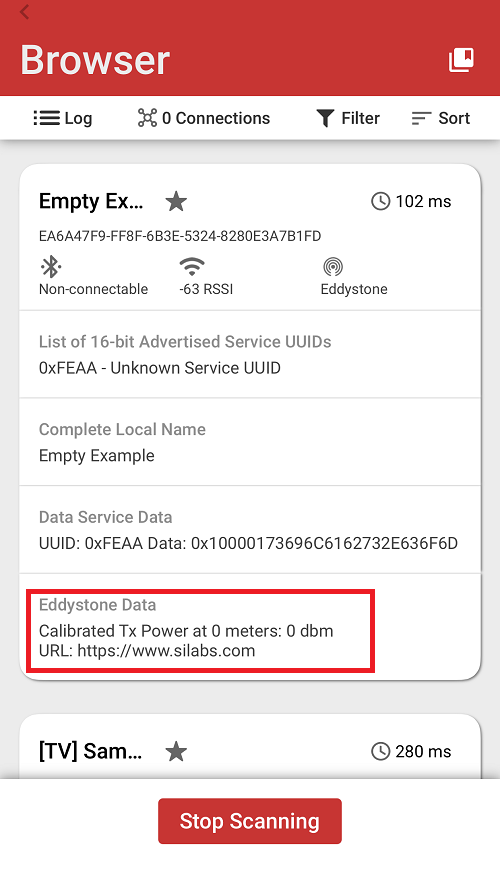 Browser
Log
0 Connections
Filter
Sort
Empty Ex...
102 ms
EA6A47F9-FF8F-6B3E-5324-8280E3A7B1FD
Non-connectable
-63 RSSI
Eddystone
List of 16-bit Advertised Service UUIDs
0xFEAA - Unknown Service UUID
Complete Local Name
Empty Example
Data Service Data
UUID: 0xFEAA Data: 0x10000173696C6162732E636F6D
Eddystone Data
Calibrated Tx Power at 0 meters: 0 dbm
URL: https://www.silabs.com
[TV] Sam...
280 ms
Stop Scanning